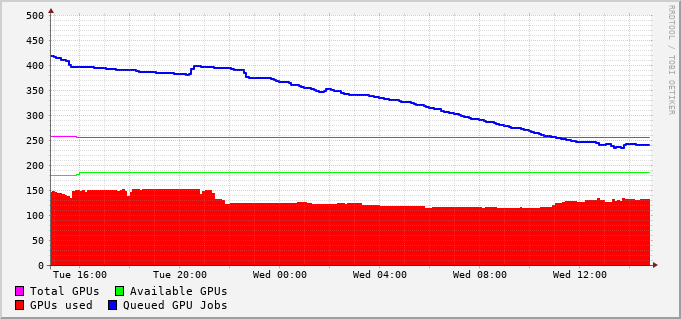 500
450
400
350
300
250
200
150
100
50
0
Tue 16:00 Tue 20:00 Wed 00:00 Wed 04:00 Wed 08:00 Wed 12:00
Total GPUs Available GPUs
GPUs used Queued GPU Jobs
RRDTOOL / TOBI OETIKER